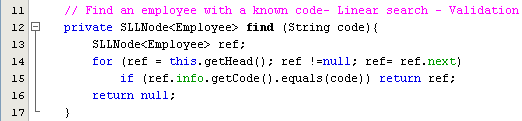 11 // Find an employee with a known code- Linear search - Validation
12 private SLLNode<Employee> find (String code){
13 SLLNode<Employee> ref;
14 for (ref = this.getHead(); ref !=null; ref= ref.next)
15 if (ref.info.getCode().equals(code)) return ref;
16 return null;
17 }